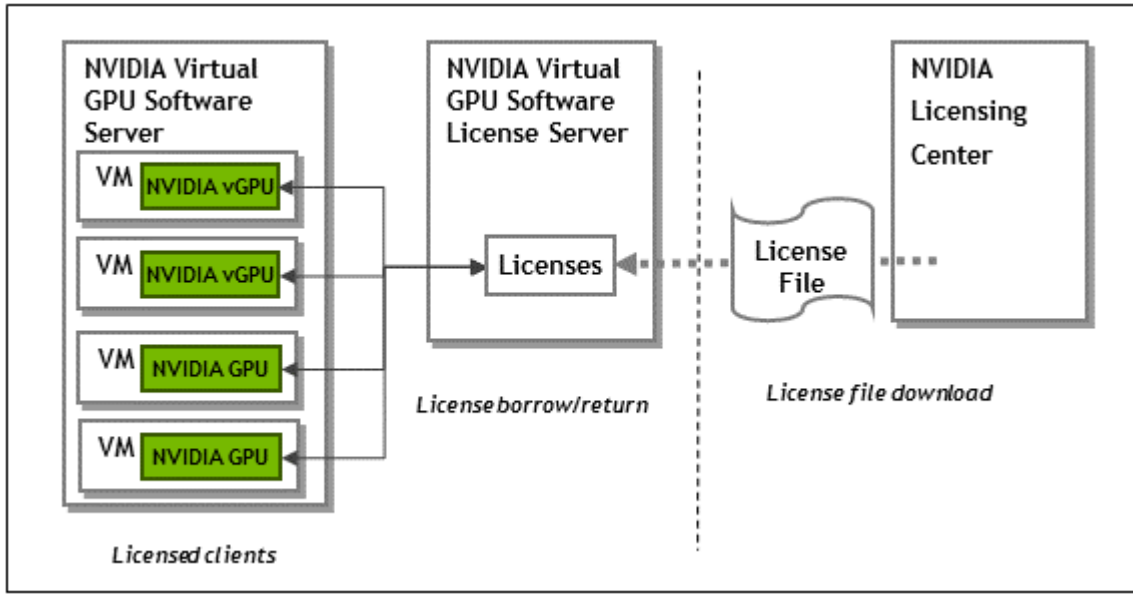 NVIDIA Virtual
GPU Software
Server
VM
NVIDIA vGPU
VM
NVIDIA vGPU
VM
NVIDIA GPU
VM
NVIDIA GPU
Licensed clients
NVIDIA Virtual
GPU Software
License Server
Licenses
License borrow/return
NVIDIA
Licensing
Center
License
File
License file download